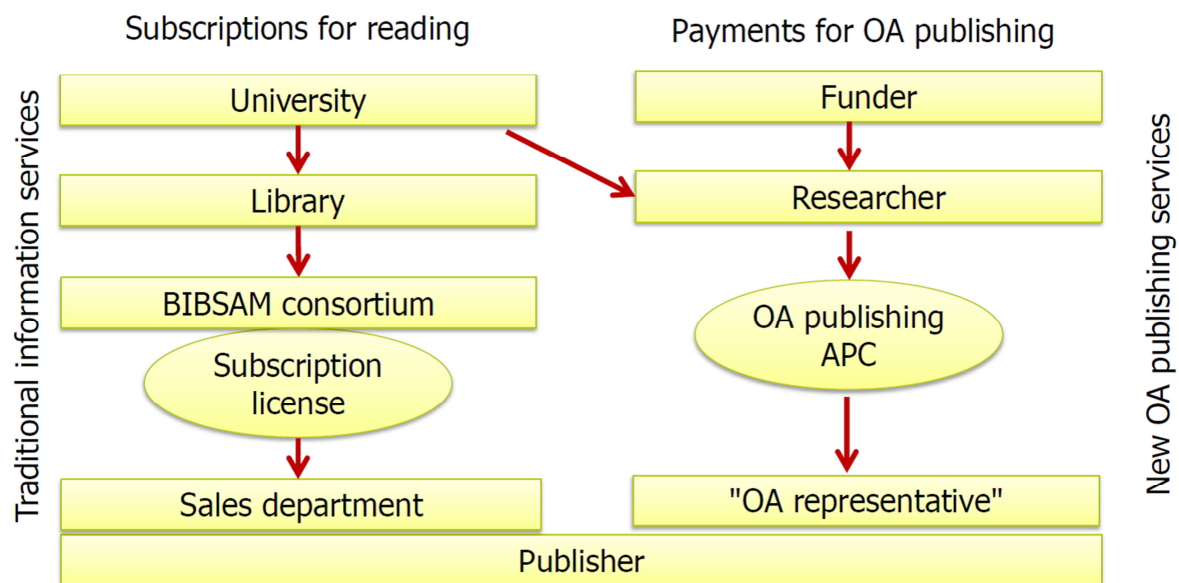 Subscriptions for reading
Payments for OA publishing
Traditional information services
University
Library
BIBSAM consortium
Subscription
license
Sales department
Funder
Researcher
OA publishing
APC
"OA representative"
New OA publishing services
Publisher